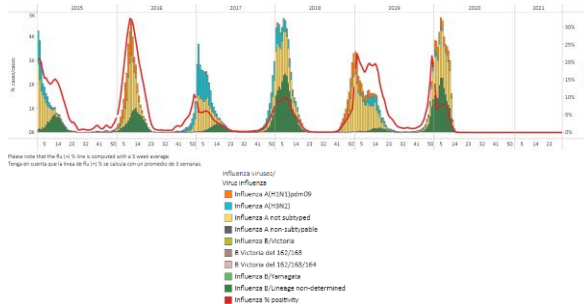 2015 2016 2017 2018 2019 2020 2021
5K 4K 3K 2K 1K 0K
30% 25% 20% 15% 10% 5% 0%
5 14 23 32 41 50 5 14 23 32 41 50 5 14 23 32 41 50 5 14 23 32 41 50 5 14 23 32 41 50 5 14 23 32 41 50 5 14 23
Please note that the flu (+) % line is computed with a 3 week average.
Tenga en cuenta que la línea de flu (+) % se calcula con un promedio de 3 semanas.
Influenza viruses/
Virus influenza
Influenza A(H1N1)pdm09
Influenza A(H3N2)
Influenza A not subtyped
Influenza A non-subtypable
Influenza B/Victoria
B Victoria del 162/163
B Victoria del 162/163/164
Influenza B/Yamagata
Influenza B/Lineage non-determined
Influenza % positivity